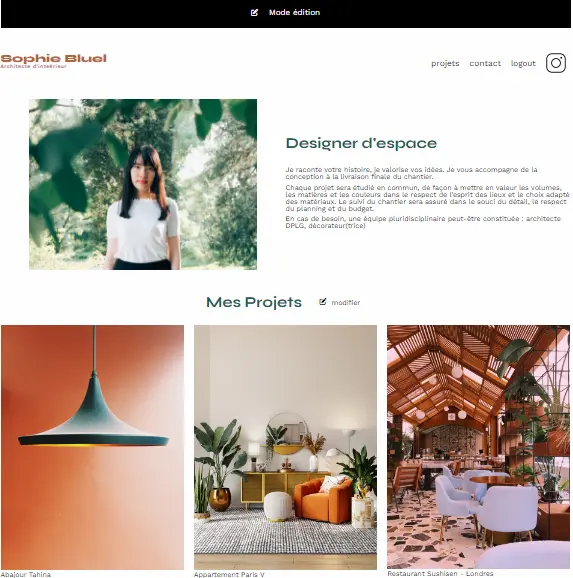 Mode édition
Sophie Bluel
Architecte d'inteérieur
projets contact logout
Designer d'espace
Je raconte votre histoire, je valorise vos idées. Je vous accompagne de la
conception à la livraison finale du chantier.
Chaque projet sera étudié en commun, de façon à mettre en valeur les volumes,
les matières et les couleurs dans le respect de l'esprit des lieux et le choix adapté
des matériaux. Le suivi du chantier sera assuré dans le souci du détail, le respect
du planning et du budget.
En cas de besoin, une équipe pluridisciplinaire peut-être constituée : architecte
DPLG, décorateur(trice)
Mes Projets modifier
Abajour Tahina
Appartement Paris V
Restaurant Sushisen - Londres